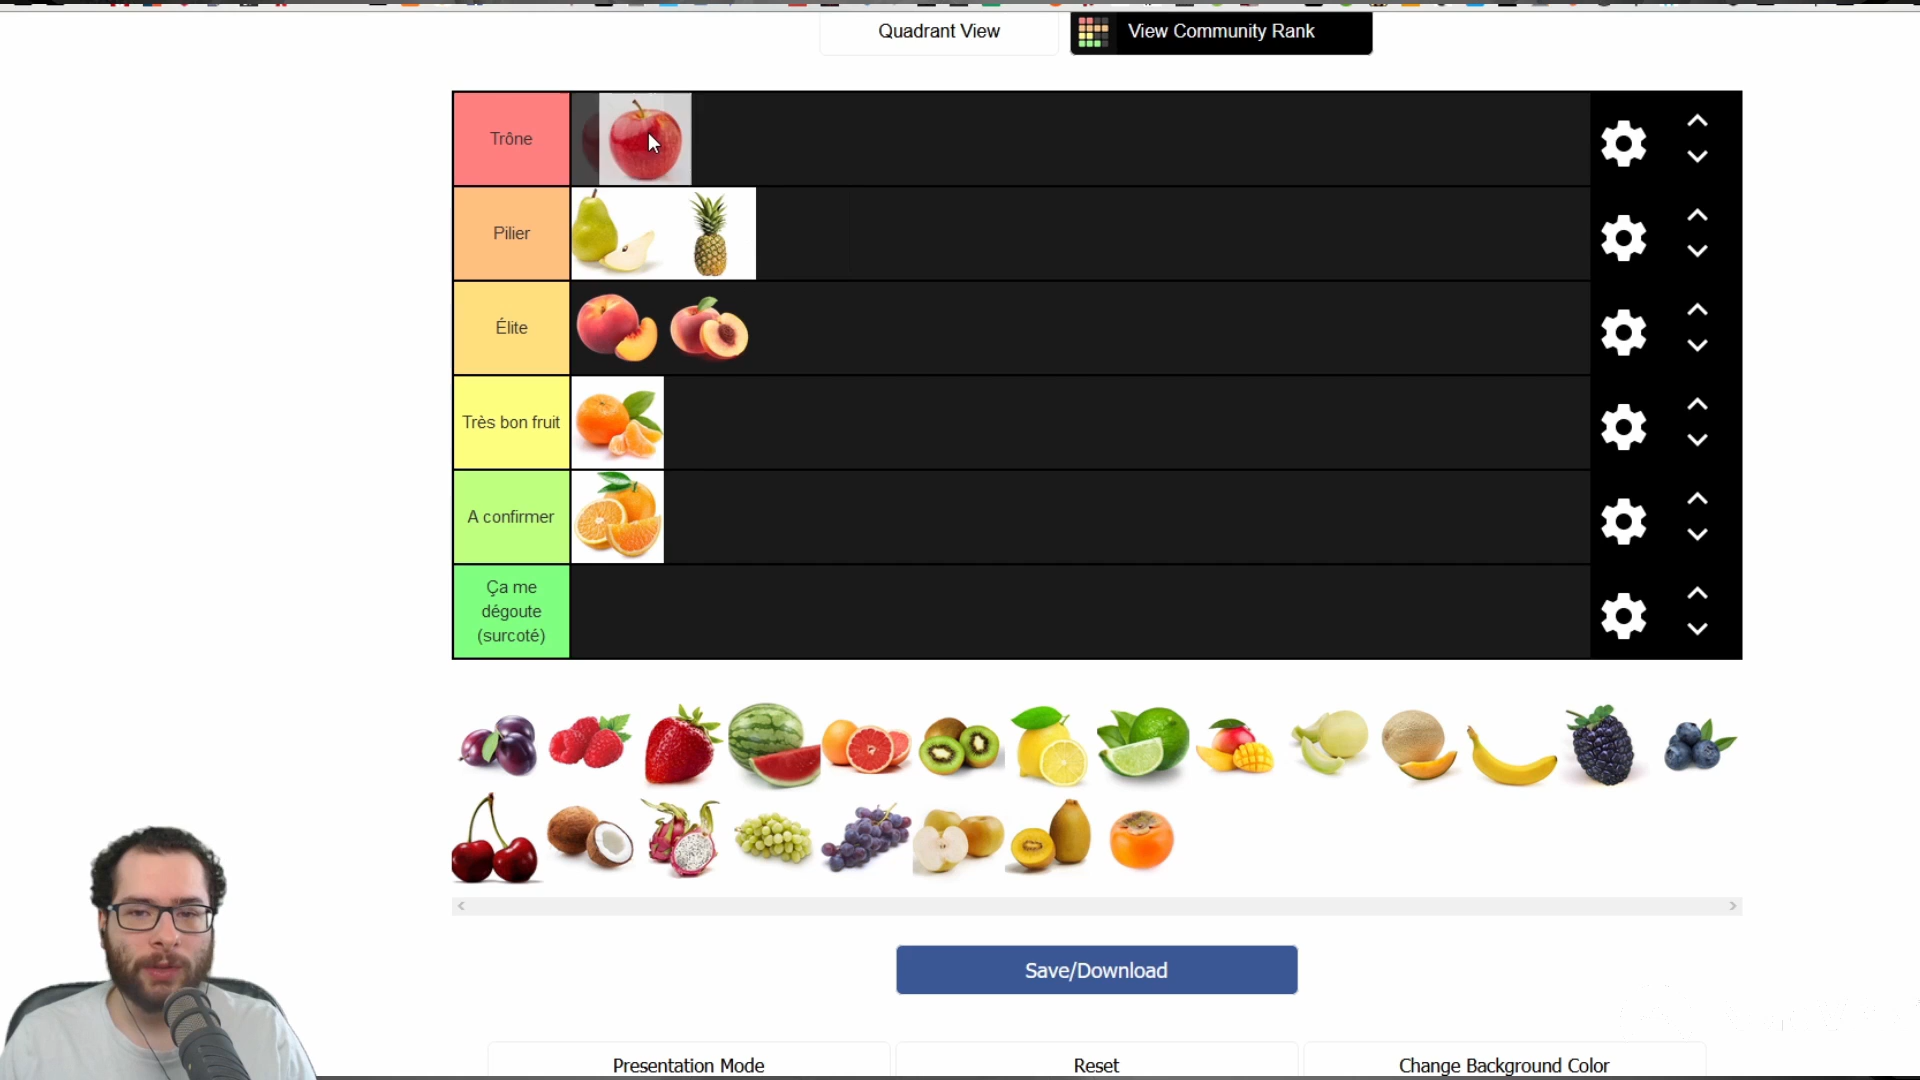 Quadrant View
View Community Rank
Trône
Pilier
Élite
Très bon fruit
A confirmer
Ça me
dégoute
(surcoté)
Save/Download
Presentation Mode
Reset
Change Background Color